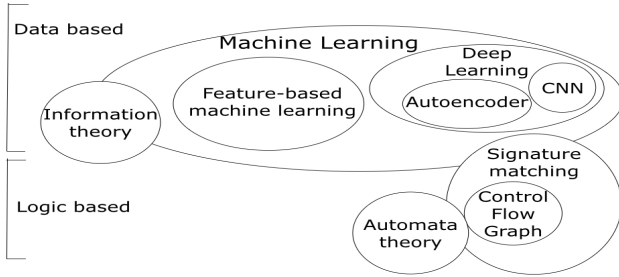 Data based
Machine Learning
Deep
Learning
CNN
Feature-based
machine learning
Autoencoder
Information
theory
Signature
matching
Logic based
Control
Flow
Graph
Automata
theory